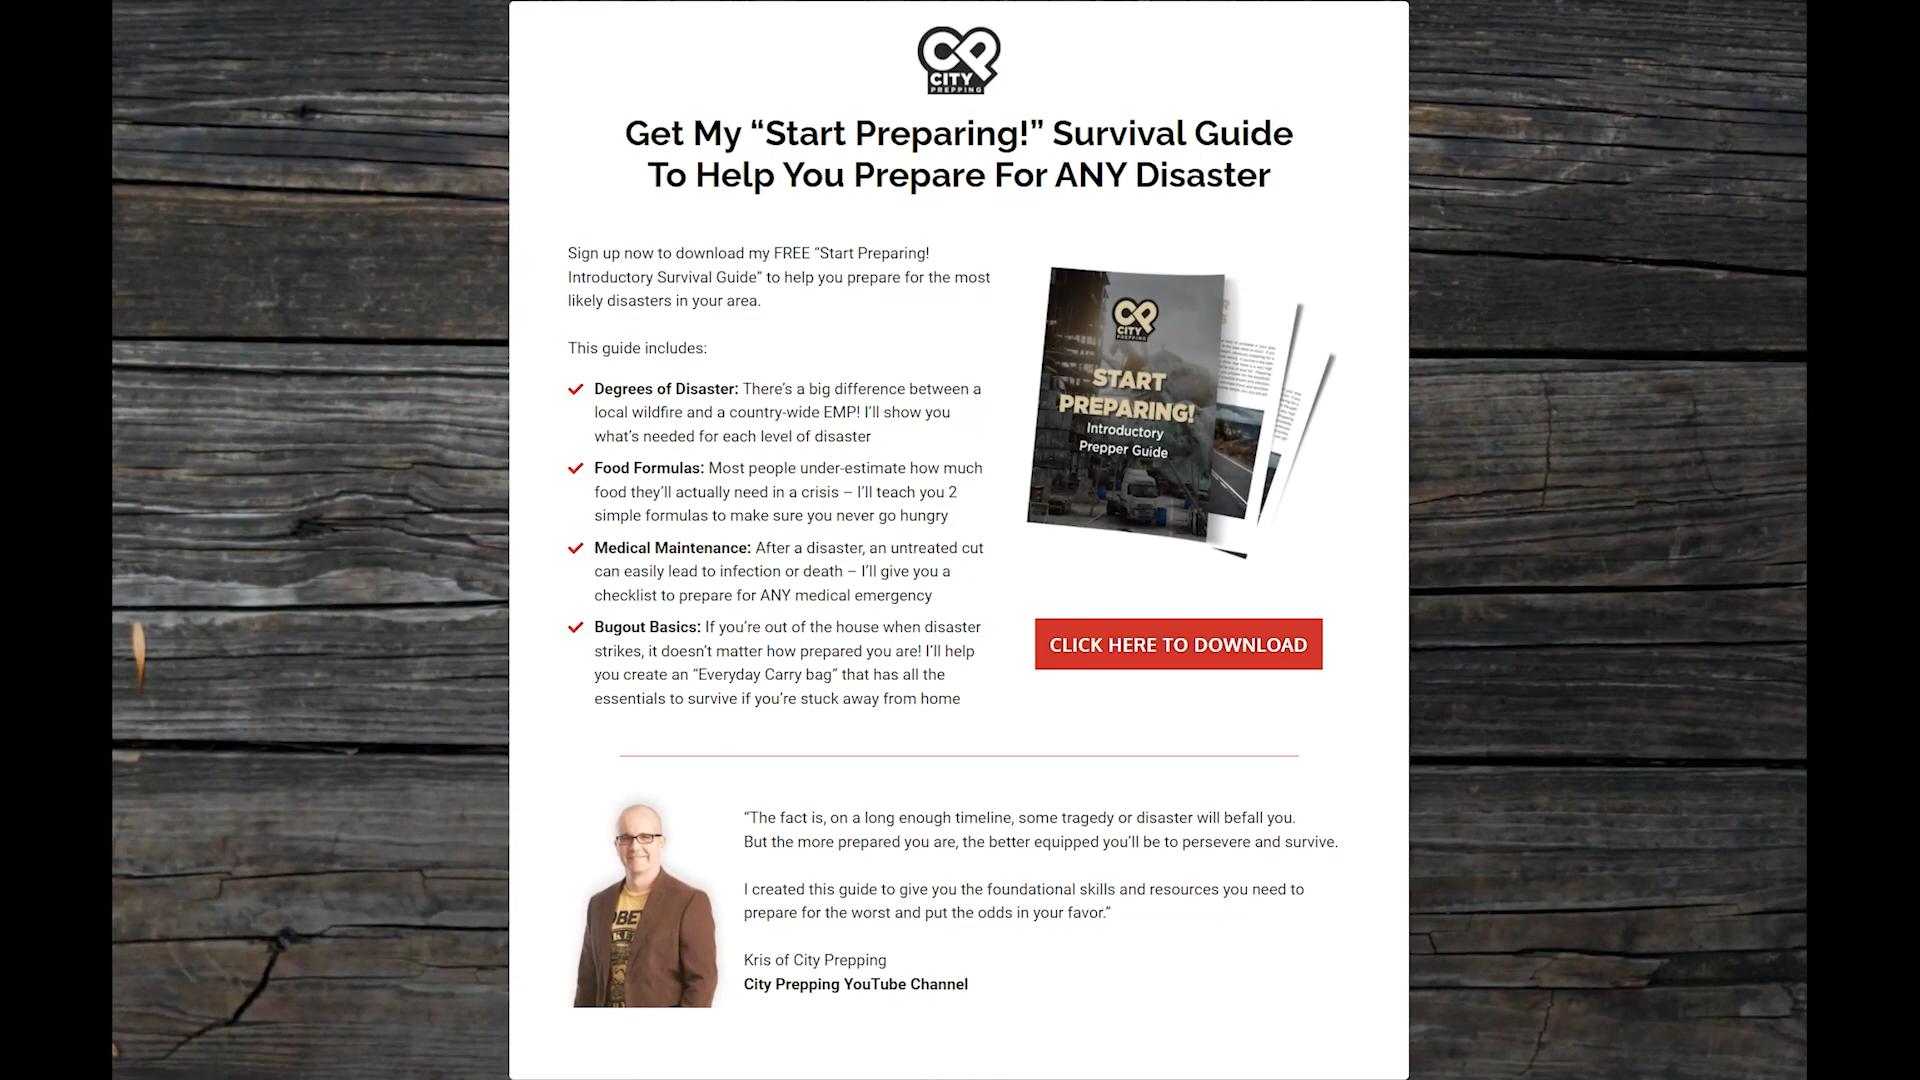 CP
CITY
PREPPING
Get My “Start Preparing!” Survival Guide
To Help You Prepare For ANY Disaster
Sign up now to download my FREE “Start Preparing!
Introductory Survival Guide” to help you prepare for the most
likely disasters in your area.
This guide includes:
Degrees of Disaster: There’s a big difference between a
local wildfire and a country-wide EMP! I’ll show you
what’s needed for each level of disaster
Food Formulas: Most people under-estimate how much
food they’ll actually need in a crisis – I’ll teach you 2
simple formulas to make sure you never go hungry
Medical Maintenance: After a disaster, an untreated cut
can easily lead to infection or death – I’ll give you a
checklist to prepare for ANY medical emergency
Bugout Basics: If you’re out of the house when disaster
strikes, it doesn’t matter how prepared you are! I’ll help
you create an “Everyday Carry bag” that has all the
essentials to survive if you’re stuck away from home
CP
CITY
PREPPING
START
PREPARING!
Introductory
Prepper Guide
CLICK HERE TO DOWNLOAD
“The fact is, on a long enough timeline, some tragedy or disaster will befall you.
But the more prepared you are, the better equipped you’ll be to persevere and survive.
I created this guide to give you the foundational skills and resources you need to
prepare for the worst and put the odds in your favor.”
Kris of City Prepping
City Prepping YouTube Channel